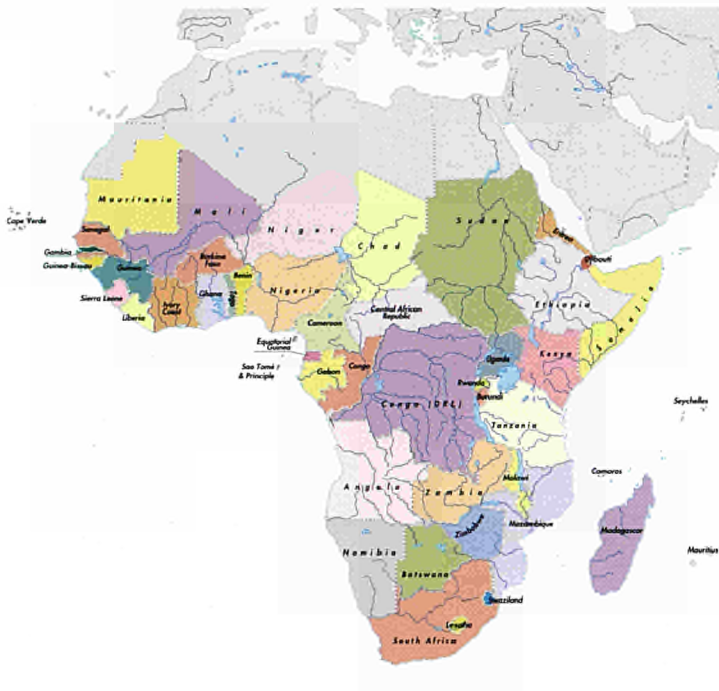 Mauritania
Mali
Niger
Chad
Sudan
Eritrea
Djibouti
Cape Verde
Senegal
Gambia
Guinea-Bissau
Guinea
Sierra Leone
Liberia
Ivory
Coast
Burkina
Faso
Ghana
Togo
Benin
Nigeria
Cameroon
Central African
Republic
Ethiopia
Somalia
Equatorial
Guinea
Sao Tomé
& Principle
Gabon
Congo
Congo (DRC)
Uganda
Kenya
Rwanda
Burundi
Tanzania
Seychelles
Comoros
Angola
Zambia
Malawi
Mozambique
Madagascar
Mauritius
Namibia
Zimbabwe
Botswana
Swaziland
Lesotho
South Africa